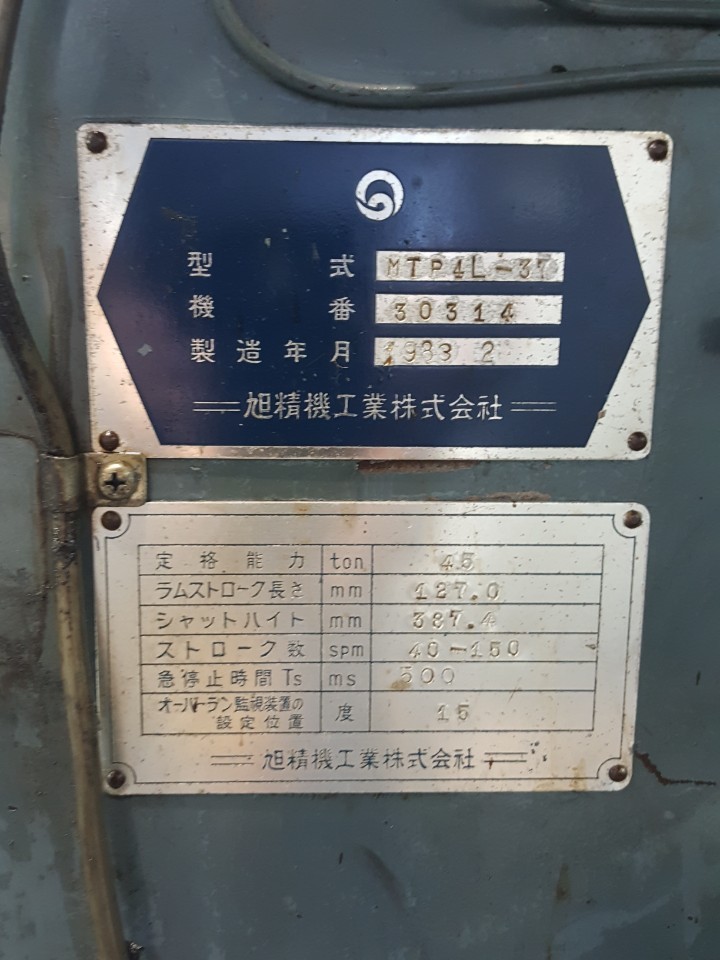 型式 MTP4L-37
機番 30314
製造年月 1983 2
旭精機工業株式会社
定格能力 ton 45
ラムストローク長さ mm 127.0
シャットハイト mm 387.4
ストローク数 spm 40-150
急停止時間Ts ms 500
オーバーラン監視装置の
設定位置 度 15
旭精機工業株式会社